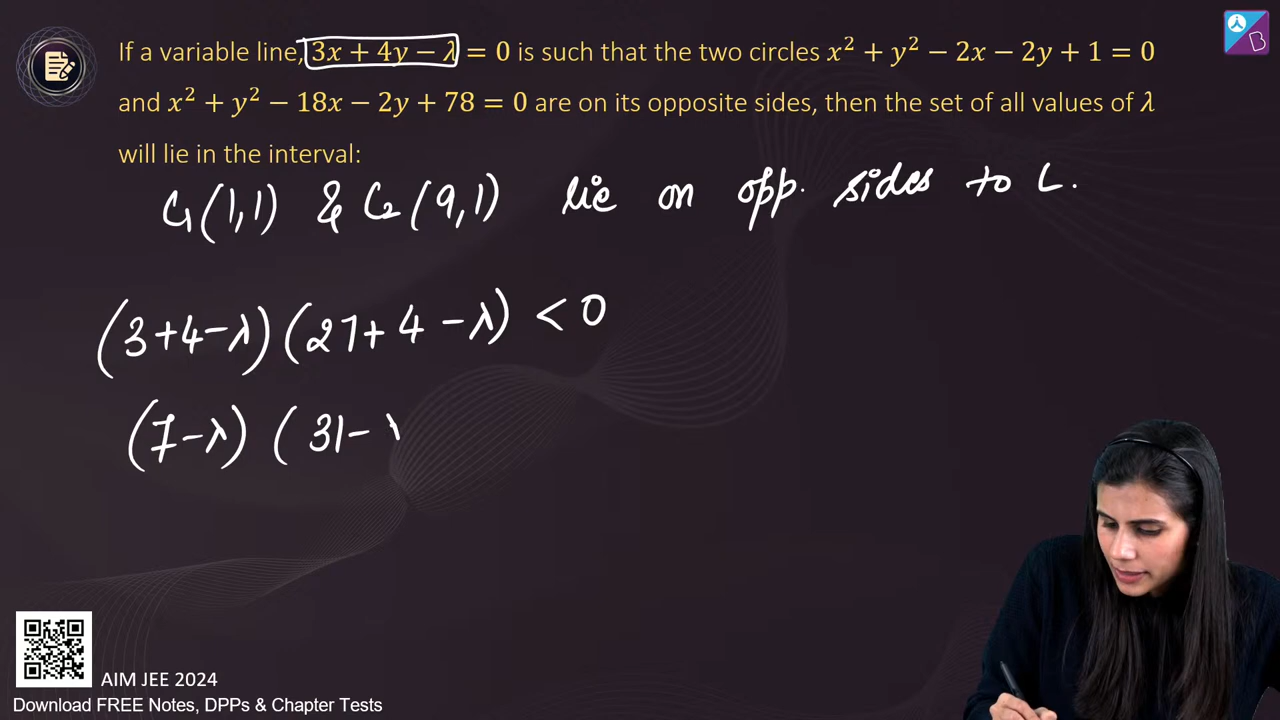 If a variable line, 3x + 4y − λ = 0 is such that the two circles x² + y² − 2x − 2y + 1 = 0
and x² + y² − 18x − 2y + 78 = 0 are on its opposite sides, then the set of all values of λ
will lie in the interval:
C₁(1,1) & C₂(9,1) lie on opp. sides to L.
(3+4−λ)(27+4−λ) < 0
(7−λ) (31−λ
AIM JEE 2024
Download FREE Notes, DPPs & Chapter Tests
B